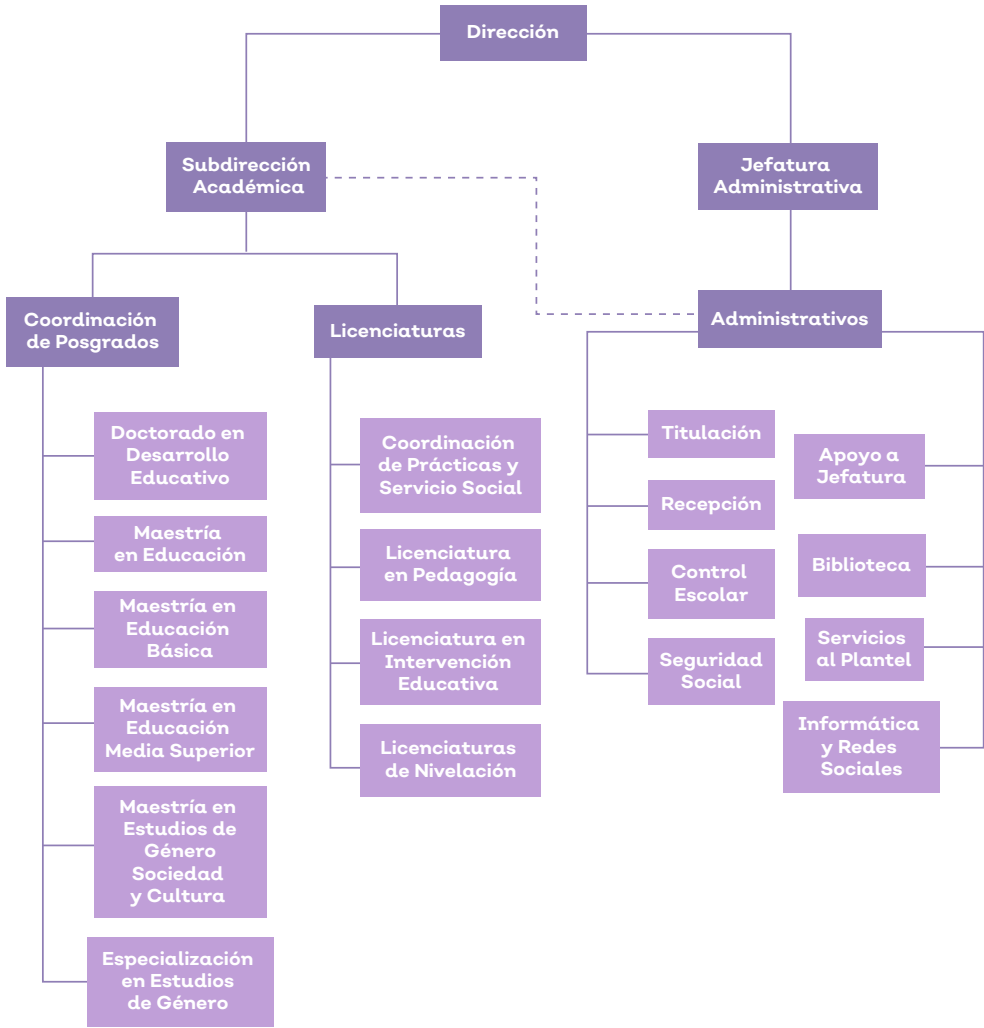 Dirección
Subdirección
Académica
Jefatura
Administrativa
Coordinación
de Posgrados
Licenciaturas
Administrativos
Doctorado en
Desarrollo
Educativo
Maestría
en Educación
Maestría en
Educación
Básica
Maestría en
Educación
Media Superior
Maestría en
Estudios de
Género
Sociedad
y Cultura
Especialización
en Estudios
de Género
Coordinación
de Prácticas y
Servicio Social
Licenciatura
en Pedagogía
Licenciatura en
Intervención
Educativa
Licenciaturas
de Nivelación
Titulación
Recepción
Control
Escolar
Seguridad
Social
Apoyo a
Jefatura
Biblioteca
Servicios
al Plantel
Informática
y Redes
Sociales